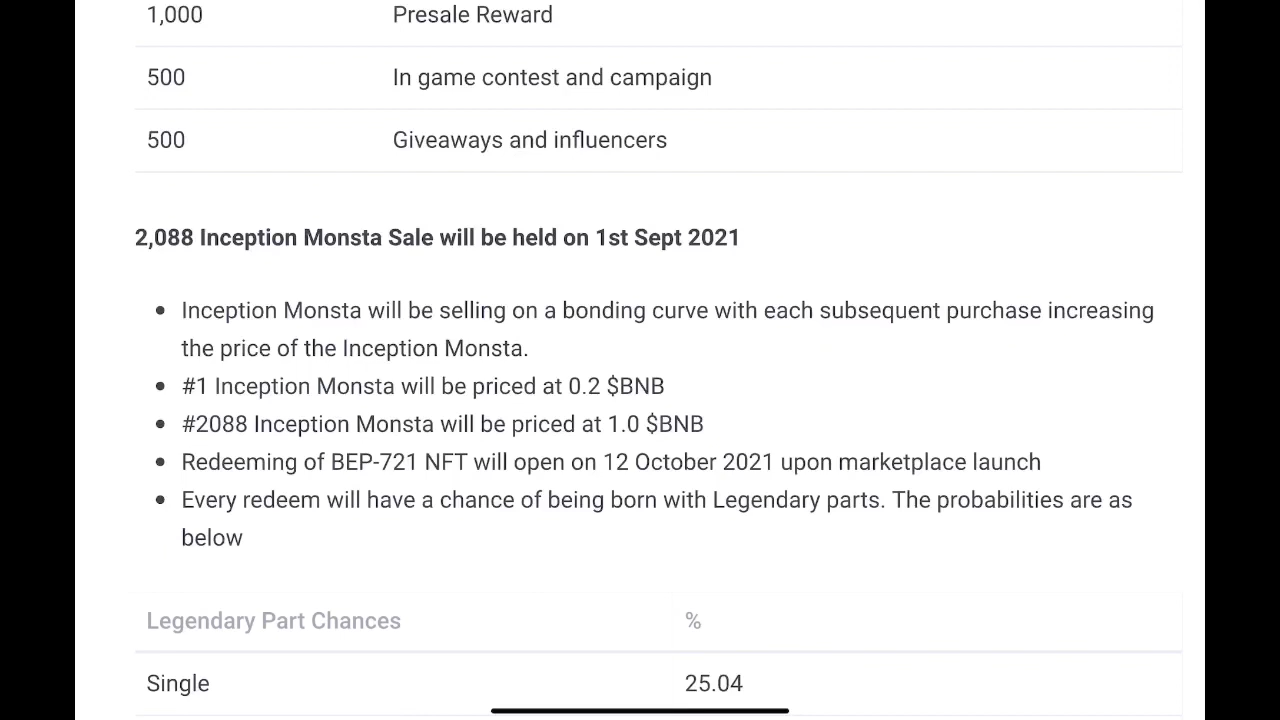 1,000 Presale Reward
500 In game contest and campaign
500 Giveaways and influencers
2,088 Inception Monsta Sale will be held on 1st Sept 2021
Inception Monsta will be selling on a bonding curve with each subsequent purchase increasing
the price of the Inception Monsta.
#1 Inception Monsta will be priced at 0.2 $BNB
#2088 Inception Monsta will be priced at 1.0 $BNB
Redeeming of BEP-721 NFT will open on 12 October 2021 upon marketplace launch
Every redeem will have a chance of being born with Legendary parts. The probabilities are as
below
Legendary Part Chances %
Single 25.04